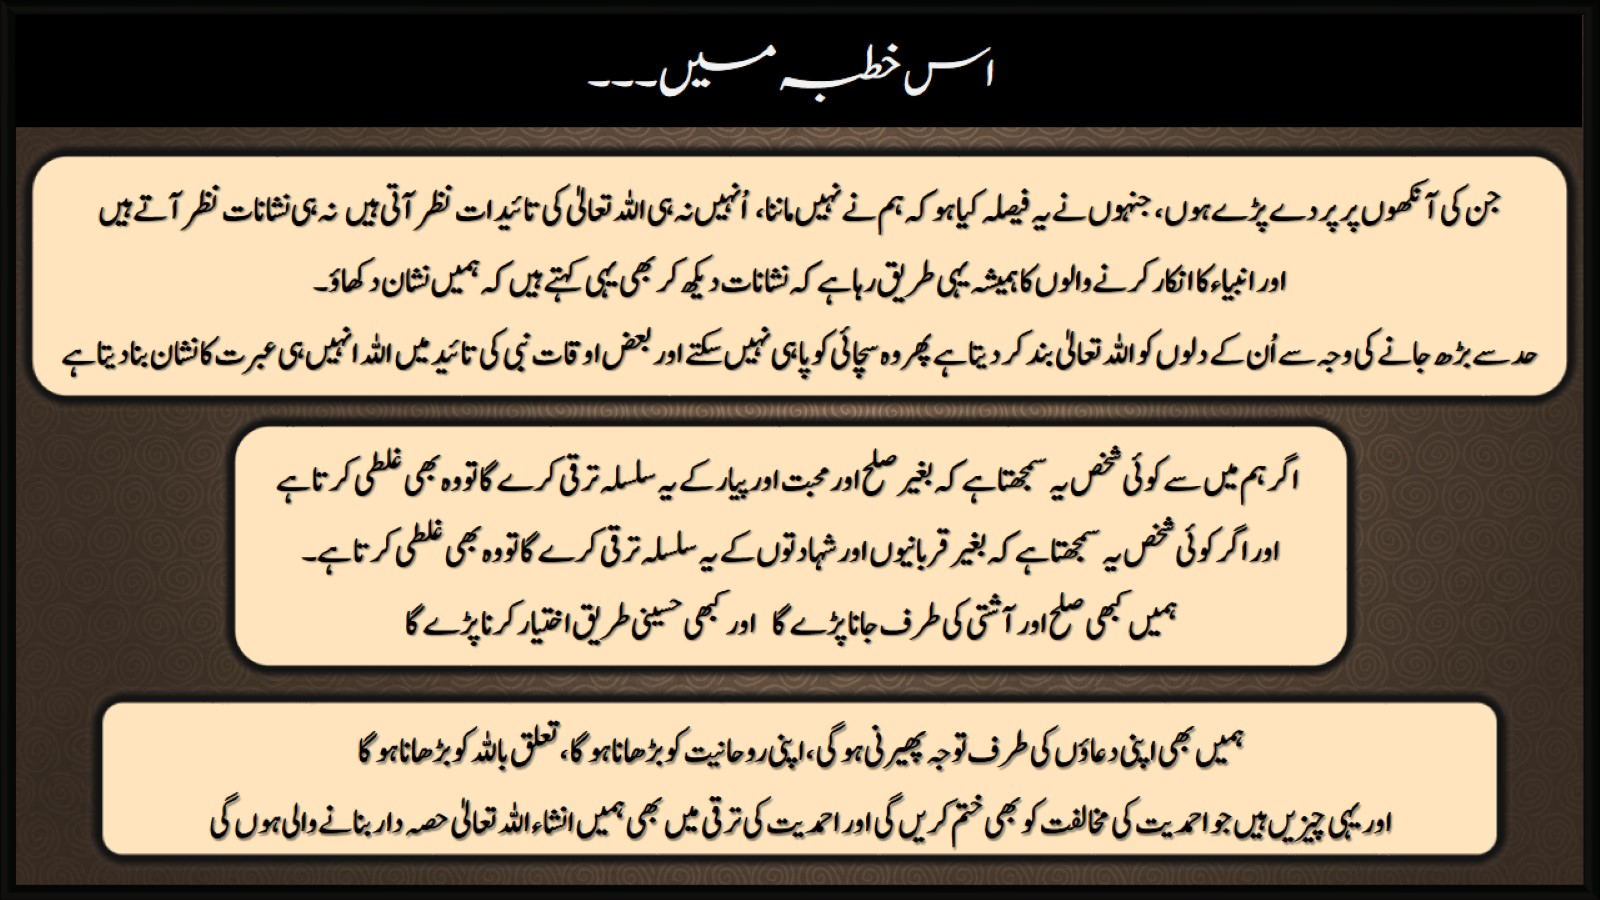 اس خطبہ میں۔۔۔
جن کی آنکھوں پر پردے پڑے ہوں، جنہوں نے یہ فیصلہ کیا ہو کہ ہم نے نہیں ماننا، اُنہیں نہ ہی اللہ تعالیٰ کی تائیدات نظر آتی ہیں نہ ہی نشانات نظر آتے ہیں
اور انبیاء کا انکار کرنے والوں کا ہمیشہ یہی طریق رہا ہے کہ نشانات دیکھ کر بھی یہی کہتے ہیں کہ ہمیں نشان دکھاؤ۔
حد سے بڑھ جانے کی وجہ سے اُن کے دلوں کو اللہ تعالیٰ بند کر دیتا ہے پھر وہ سچائی کو پا ہی نہیں سکتے اور بعض اوقات نبی کی تائید میں اللہ انہیں ہی عبرت کا نشان بنا دیتا ہے
اگر ہم میں سے کوئی شخص یہ سمجھتا ہے کہ بغیر صلح اور محبت اور پیار کے یہ سلسلہ ترقی کرے گا تو وہ بھی غلطی کرتا ہے
اور اگر کوئی شخص یہ سمجھتا ہے کہ بغیر قربانیوں اور شہادتوں کے یہ سلسلہ ترقی کرے گا تو وہ بھی غلطی کرتا ہے۔
ہمیں کبھی صلح اور آشتی کی طرف جانا پڑے گا اور کبھی حسینی طریق اختیار کرنا پڑے گا
ہمیں بھی اپنی دعاؤں کی طرف توجہ پھیرنی ہو گی، اپنی روحانیت کو بڑھانا ہو گا، تعلق باللہ کو بڑھانا ہو گا
اور یہی چیزیں ہیں جو احمدیت کی مخالفت کو بھی ختم کریں گی اور احمدیت کی ترقی میں بھی ہمیں انشاء اللہ تعالیٰ حصہ دار بنانے والی ہوں گی